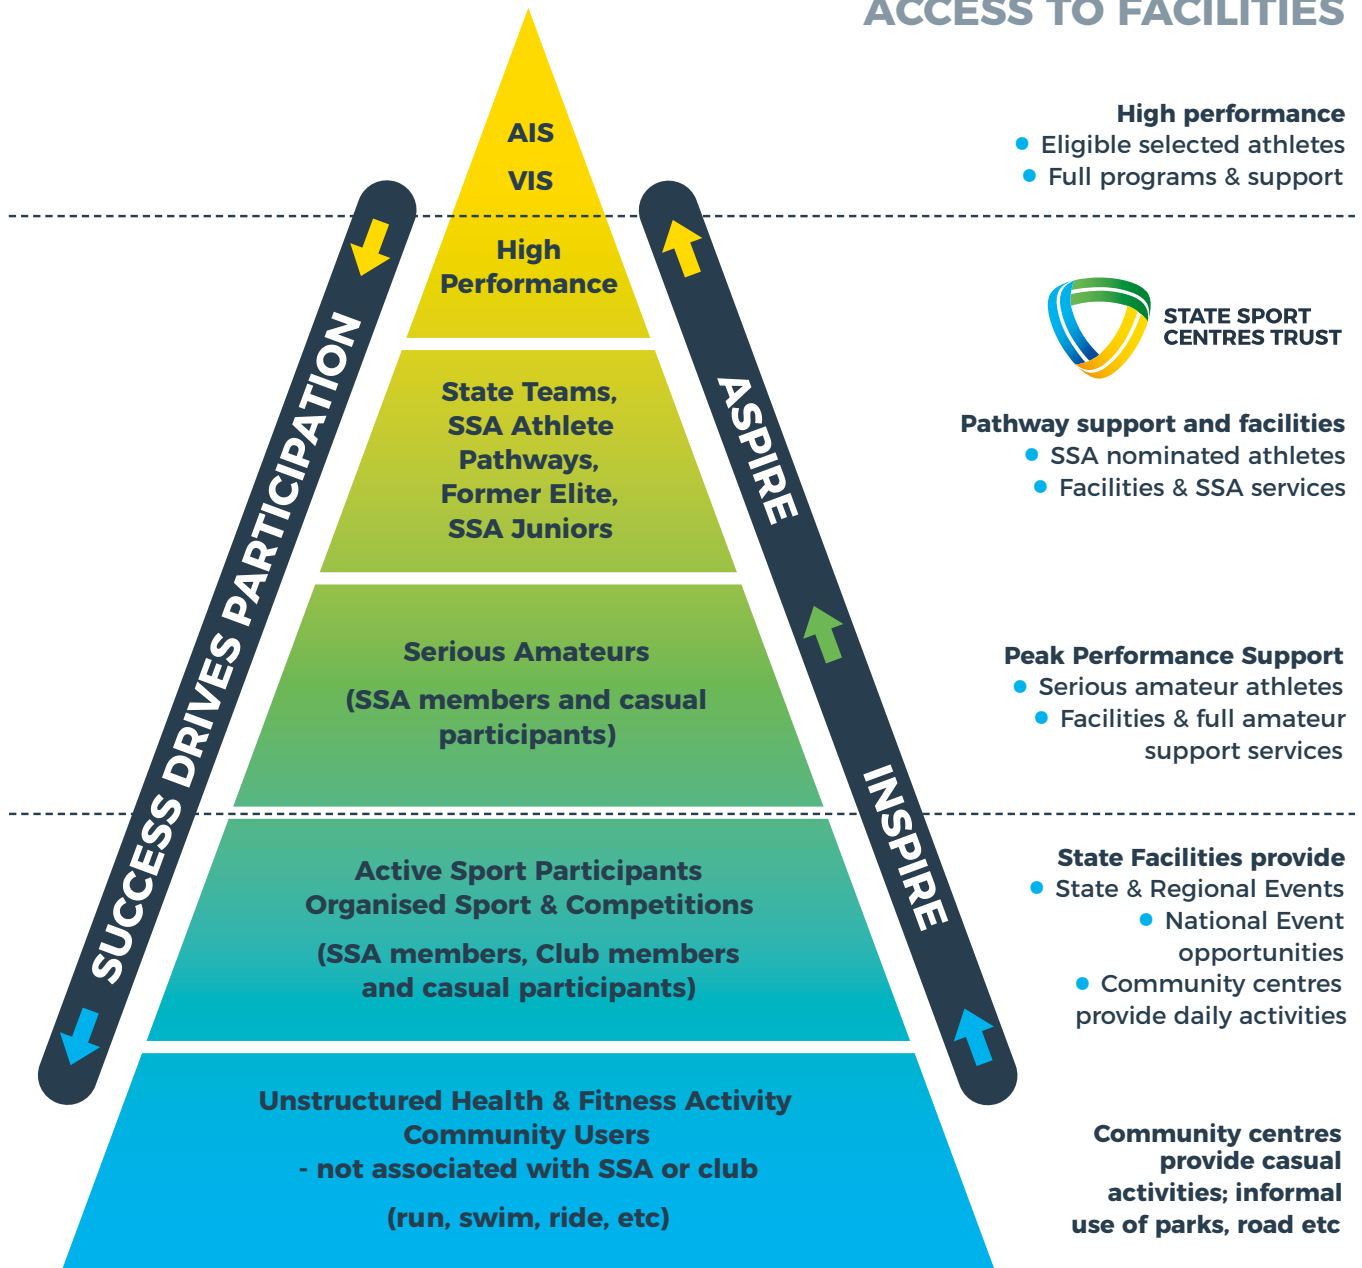 ACCESS TO FACILITIES
AIS
VIS
High
Performance
State Teams,
SSA Athlete
Pathways,
Former Elite,
SSA Juniors
Serious Amateurs
(SSA members and casual
participants)
Active Sport Participants
Organised Sport & Competitions
(SSA members, Club members
and casual participants)
Unstructured Health & Fitness Activity
Community Users
- not associated with SSA or club
(run, swim, ride, etc)
SUCCESS DRIVES PARTICIPATION
ASPIRE
INSPIRE
High performance
● Eligible selected athletes
● Full programs & support
STATE SPORT
CENTRES TRUST
Pathway support and facilities
● SSA nominated athletes
● Facilities & SSA services
Peak Performance Support
● Serious amateur athletes
● Facilities & full amateur
support services
State Facilities provide
● State & Regional Events
● National Event
opportunities
● Community centres
provide daily activities
Community centres
provide casual
activities; informal
use of parks, road etc